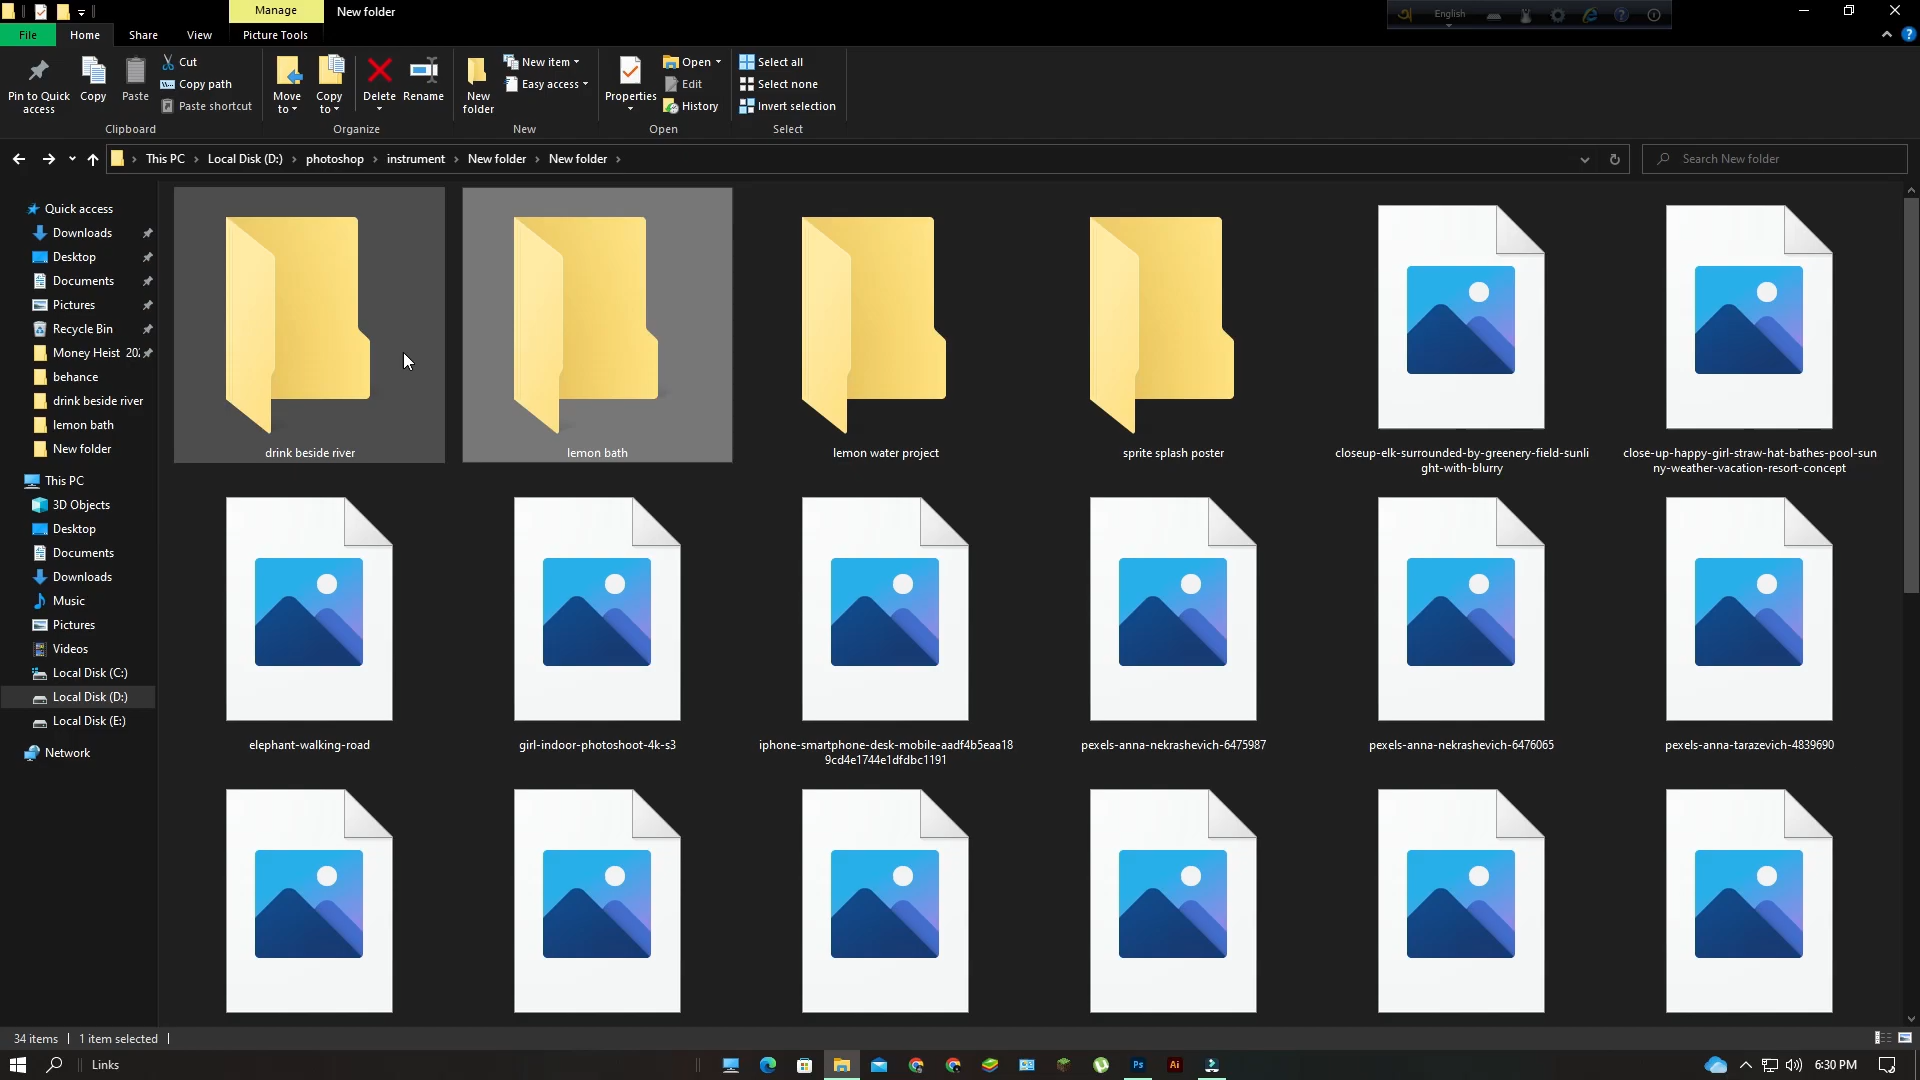 Manage
New folder
English
File
Home
Share
View
Picture Tools
Pin to Quick
access
Copy
Paste
Cut
Copy path
Paste shortcut
Clipboard
Move
to
Copy
to
Delete
Rename
Organize
New
folder
New item
Easy access
New
Properties
Open
Edit
History
Open
Select all
Select none
Invert selection
Select
This PC
Local Disk (D:)
photoshop
instrument
New folder
New folder
Search New folder
Quick access
Downloads
Desktop
Documents
Pictures
Recycle Bin
Money Heist 202
behance
drink beside river
lemon bath
New folder
This PC
3D Objects
Desktop
Documents
Downloads
Music
Pictures
Videos
Local Disk (C:)
Local Disk (D:)
Local Disk (E:)
Network
drink beside river
lemon bath
lemon water project
sprite splash poster
closeup-elk-surrounded-by-greenery-field-sunli
ght-with-blurry
close-up-happy-girl-straw-hat-bathes-pool-sun
ny-weather-vacation-resort-concept
elephant-walking-road
girl-indoor-photoshoot-4k-s3
iphone-smartphone-desk-mobile-aadf4b5eaa18
9cd4e1744e1dfdbc1191
pexels-anna-nekrashevich-6475987
pexels-anna-nekrashevich-6476065
pexels-anna-tarazevich-4839690
34 items
1 item selected
Links
Ps
Ai
6:30 PM